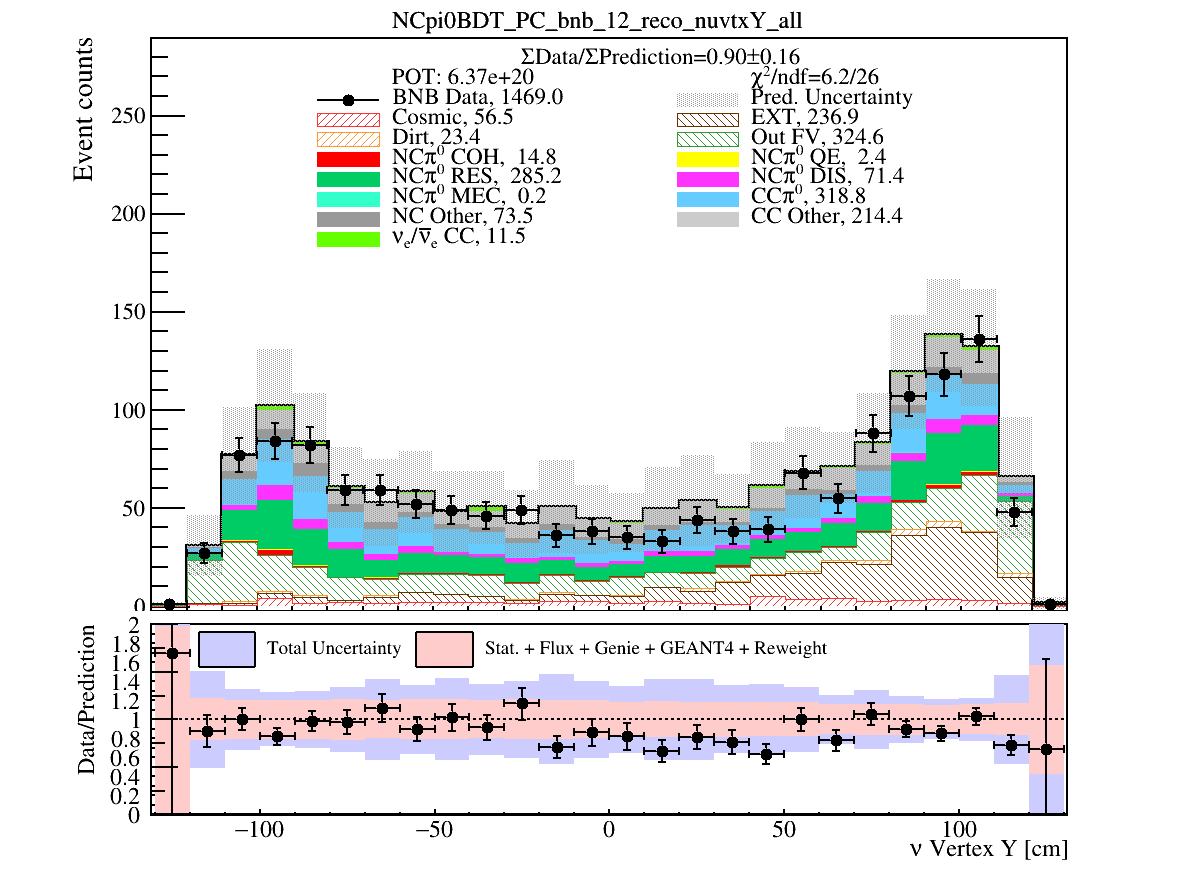 NCpi0BDT_PC_bnb_12_reco_nuvtxY_all
ΣData/ΣPrediction=0.90±0.16
POT: 6.37e+20
χ²/ndf=6.2/26
BNB Data, 1469.0
Pred. Uncertainty
Cosmic, 56.5
EXT, 236.9
Dirt, 23.4
Out FV, 324.6
NCπ⁰ COH, 14.8
NCπ⁰ QE, 2.4
NCπ⁰ RES, 285.2
NCπ⁰ DIS, 71.4
NCπ⁰ MEC, 0.2
CCπ⁰, 318.8
NC Other, 73.5
CC Other, 214.4
νₑ/ν̅ₑ CC, 11.5
Event counts
250
200
150
100
50
0
Total Uncertainty
Stat. + Flux + Genie + GEANT4 + Reweight
Data/Prediction
2
1.8
1.6
1.4
1.2
1
0.8
0.6
0.4
0.2
0
−100
−50
0
50
100
ν Vertex Y [cm]